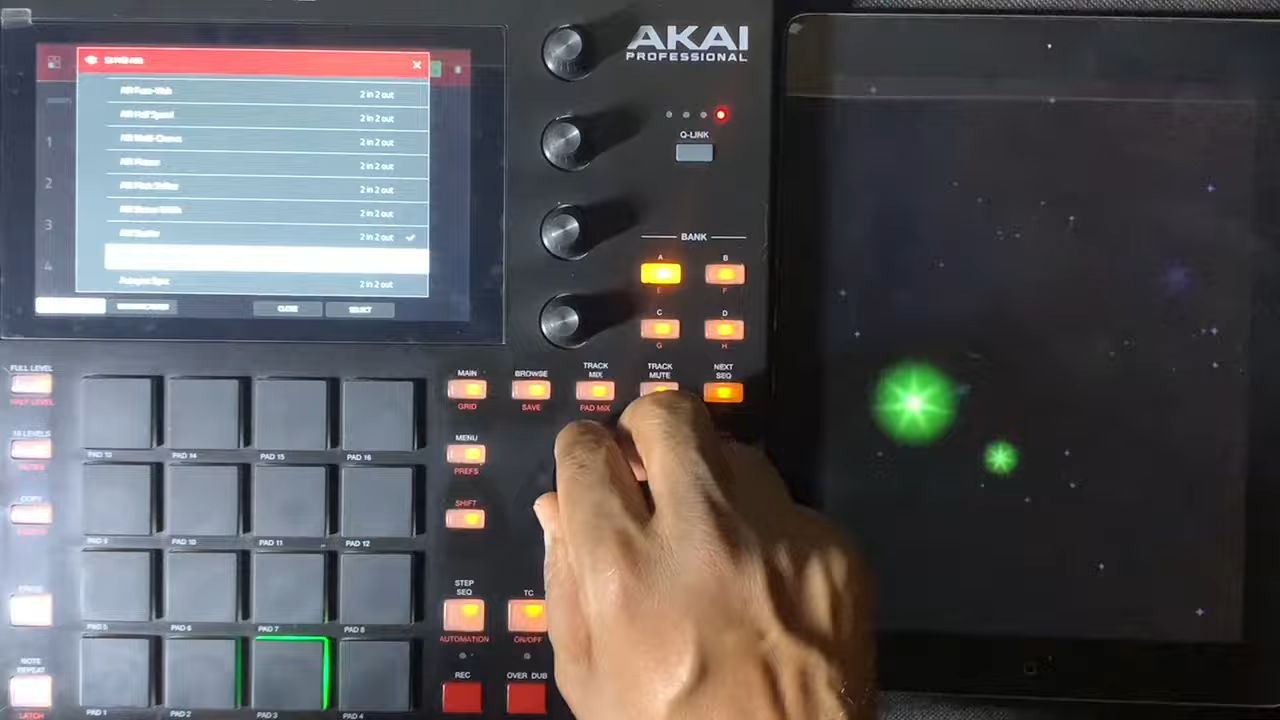 AKAI
PROFESSIONAL
Q-LINK
BANK
A
B
E
F
C
D
G
H
2 in 2 out
2 in 2 out
2 in 2 out
2 in 2 out
2 in 2 out
2 in 2 out
2 in 2 out
2 in 2 out
1
2
3
4
CLOSE
SELECT
FULL LEVEL
HALF LEVEL
16 LEVELS
COPY
ERASE
NOTE
REPEAT
LATCH
MAIN
GRID
BROWSE
SAVE
TRACK
MIX
PAD MIX
TRACK
MUTE
NEXT
SEQ
MENU
PREFS
SHIFT
STEP
SEQ
AUTOMATION
TC
ON/OFF
REC
OVER DUB
PAD 13
PAD 14
PAD 15
PAD 16
PAD 9
PAD 10
PAD 11
PAD 12
PAD 5
PAD 6
PAD 7
PAD 8
PAD 1
PAD 2
PAD 3
PAD 4